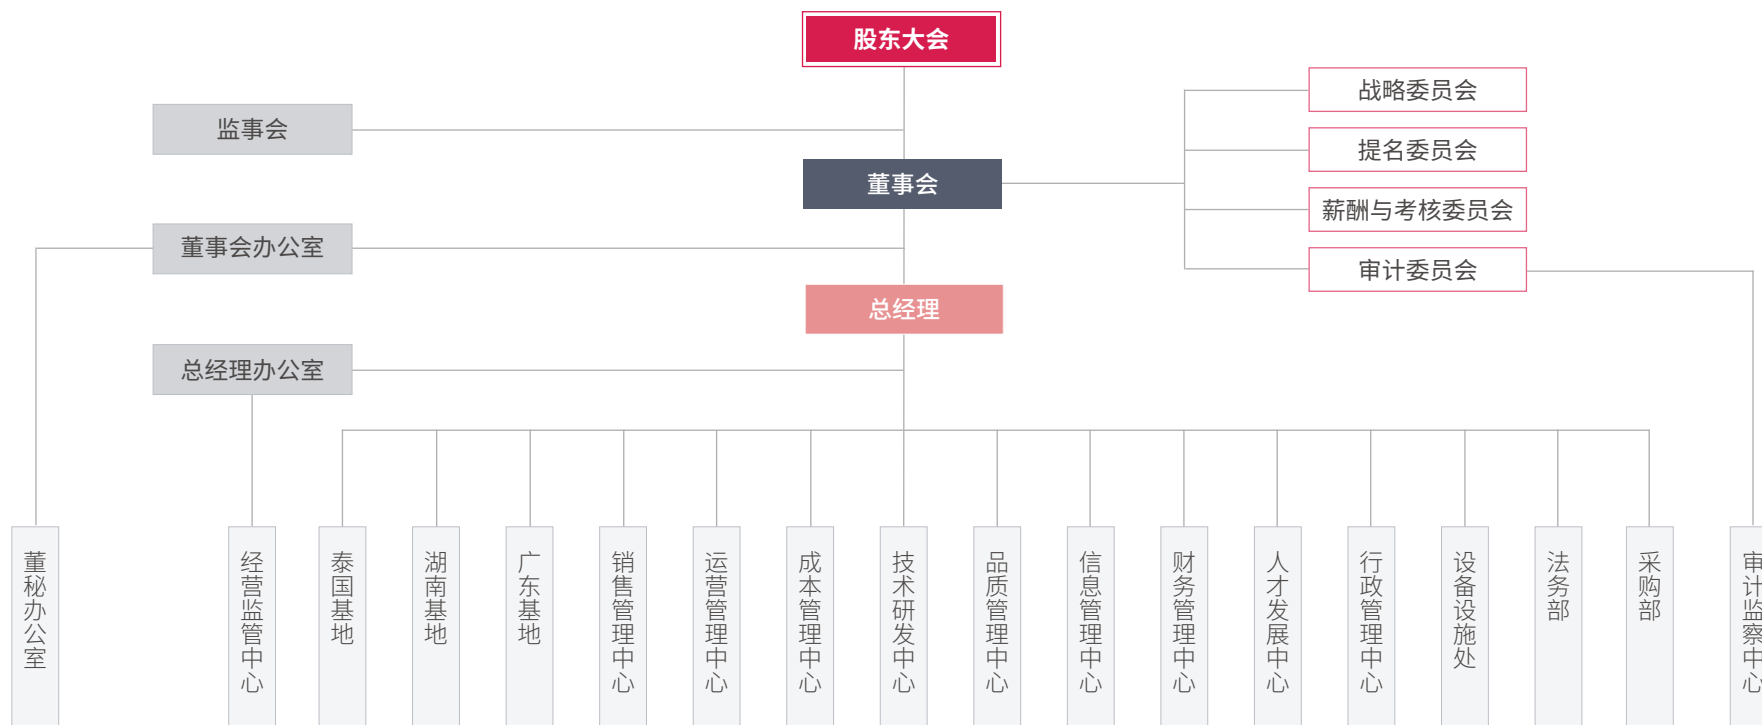 股东大会
战略委员会
监事会
提名委员会
董事会
薪酬与考核委员会
董事会办公室
审计委员会
总经理
总经理办公室
董秘办公室
经营监管中心
泰国基地
湖南基地
广东基地
销售管理中心
运营管理中心
成本管理中心
技术研发中心
品质管理中心
信息管理中心
财务管理中心
人才发展中心
行政管理中心
设备设施处
法务部
采购部
审计监察中心